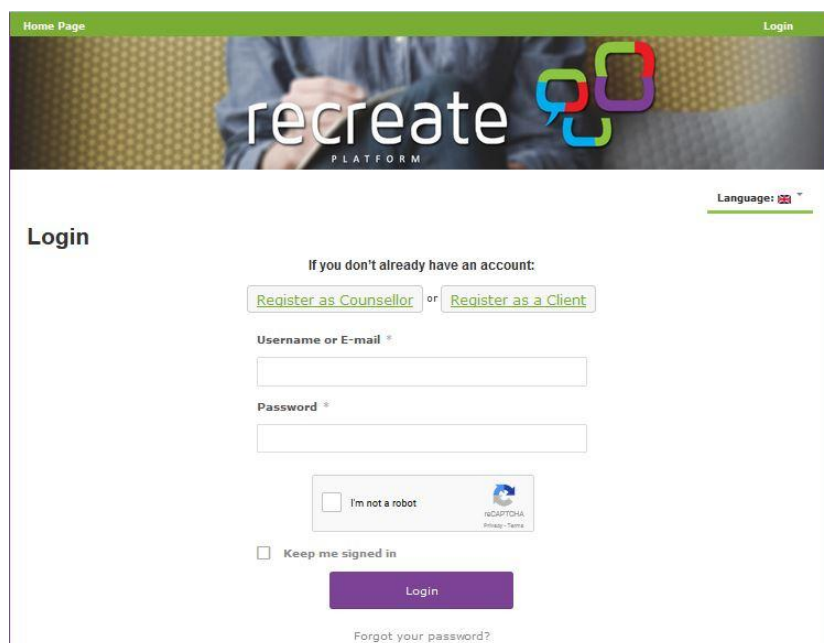 Home Page Login
recreate
PLATFORM
Language:
Login
If you don't already have an account:
Register as Counsellor or Register as a Client
Username or E-mail *
Password *
I'm not a robot
reCAPTCHA
Privacy - Terms
Keep me signed in
Login
Forgot your password?